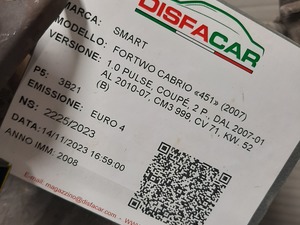 DISFACAR
MARCA: SMART
MODELLO: FORTWO CABRIO «451» (2007)
VERSIONE: 1.0 PULSE, COUPÉ, 2 P., DAL 2007-01
AL 2010-07, CM3 999, CV 71, KW. 52
(B)
PS: 3B21
EMISSIONE: EURO 4
NS: 2225/2023
DATA: 14/11/2023 16:59:00
ANNO IMM. 2008
Email: magazzino@disfacar.com